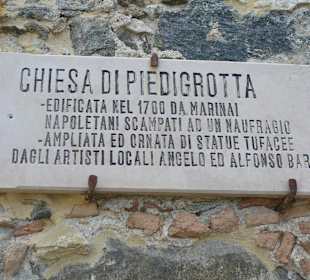 CHIESA DI PIEDIGROTTA
-EDIFICATA NEL 1700 DA MARINAI
NAPOLETANI SCAMPATI AD UN NAUFRAGIO
-AMPLIATA ED ORNATA DI STATUE TUFACEE
DAGLI ARTISTI LOCALI ANGELO ED ALFONSO BAR